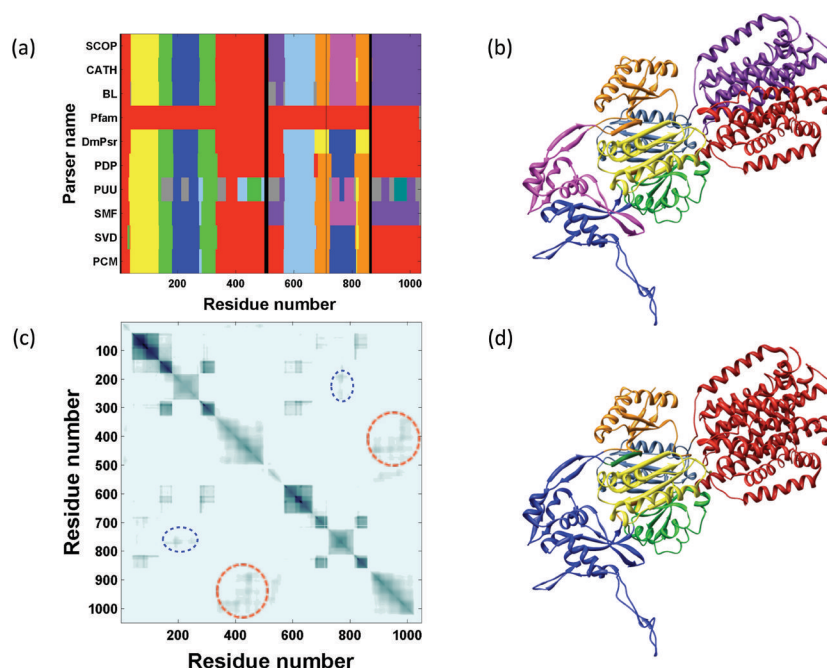 (a)
SCOP
CATH
BL
Pfam
DmPsr
PDP
PUU
SMF
SVD
PCM
Parser name
200 400 600 800 1000
Residue number
(b)
(c)
100
200
300
400
500
600
700
800
900
1000
Residue number
200 400 600 800 1000
Residue number
(d)